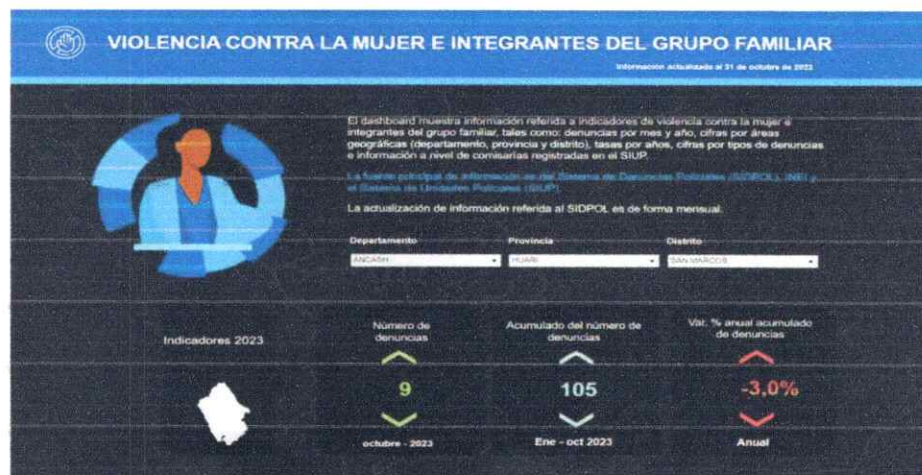 VIOLENCIA CONTRA LA MUJER E INTEGRANTES DEL GRUPO FAMILIAR
Información actualizada al 31 de octubre de 2023
El dashboard muestra información referida a indicadores de violencia contra la mujer e
integrantes del grupo familiar, tales como: denuncias por mes y año, cifras por áreas
geográficas (departamento, provincia y distrito), tasas por años, cifras por tipos de denuncias
e información a nivel de comisarías registradas en el SIUP.
La fuente principal de información es del Sistema de Denuncias Policiales (SIDPOL), INEI y
el Sistema de Unidades Policiales (SIUP).
La actualización de información referida al SIDPOL es de forma mensual.
Departamento Provincia Distrito
ANCASH HUARI SAN MARCOS
Indicadores 2023
Número de
denuncias
9
octubre - 2023
Acumulado del número de
denuncias
105
Ene - oct 2023
Var. % anual acumulado
de denuncias
-3,0%
Anual